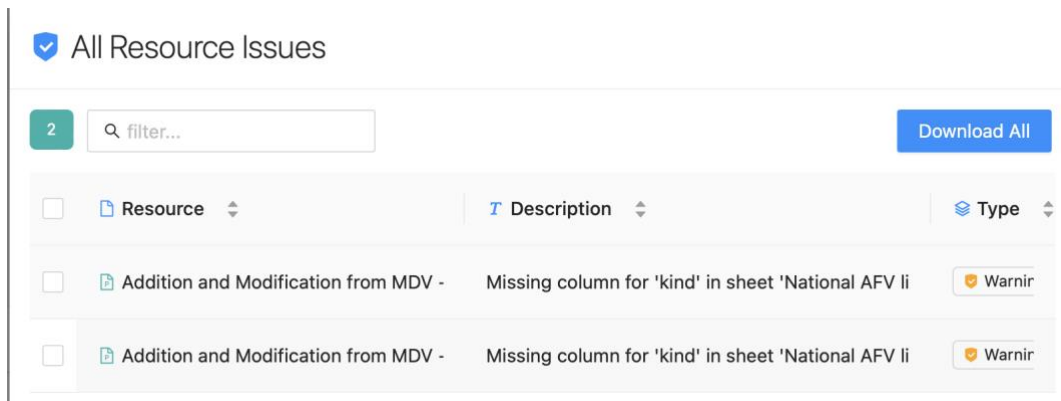 All Resource Issues
2 filter... Download All
Resource T Description Type
Addition and Modification from MDV - Missing column for 'kind' in sheet 'National AFV li Warnir
Addition and Modification from MDV - Missing column for 'kind' in sheet 'National AFV li Warnir